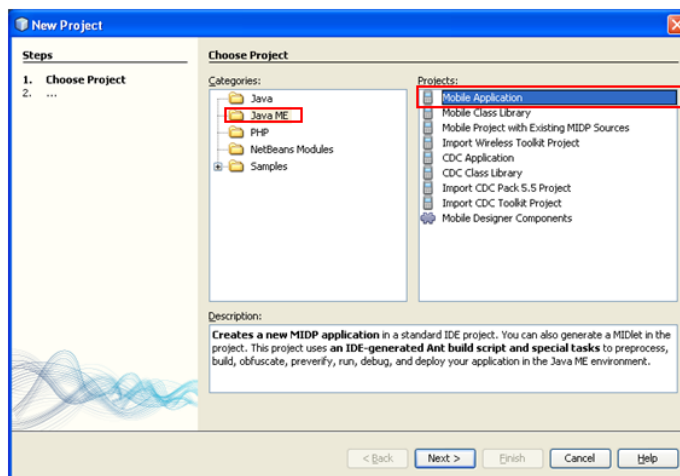 New Project
Steps
1. Choose Project
2. ...
Choose Project
Categories:
Java
Java ME
PHP
NetBeans Modules
Samples
Projects:
Mobile Application
Mobile Class Library
Mobile Project with Existing MIDP Sources
Import Wireless Toolkit Project
CDC Application
CDC Class Library
Import CDC Pack 5.5 Project
Import CDC Toolkit Project
Mobile Designer Components
Description:
Creates a new MIDP application in a standard IDE project. You can also generate a MIDlet in the
project. This project uses an IDE-generated Ant build script and special tasks to preprocess,
build, obfuscate, preverify, run, debug, and deploy your application in the Java ME environment.
< Back
Next >
Finish
Cancel
Help